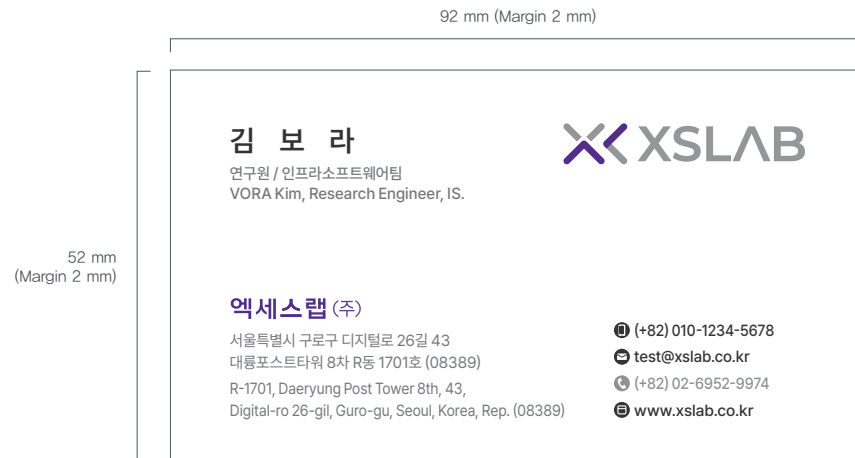 92 mm (Margin 2 mm)
52 mm
(Margin 2 mm)
김 보 라
연구원 / 인프라소프트웨어팀
VORA Kim, Research Engineer, IS.
XSLAB
엑세스랩 (주)
서울특별시 구로구 디지털로 26길 43
대륭포스트타워 8차 R동 1701호 (08389)
R-1701, Daeryung Post Tower 8th, 43,
Digital-ro 26-gil, Guro-gu, Seoul, Korea, Rep. (08389)
(+82) 010-1234-5678
test@xslab.co.kr
(+82) 02-6952-9974
www.xslab.co.kr